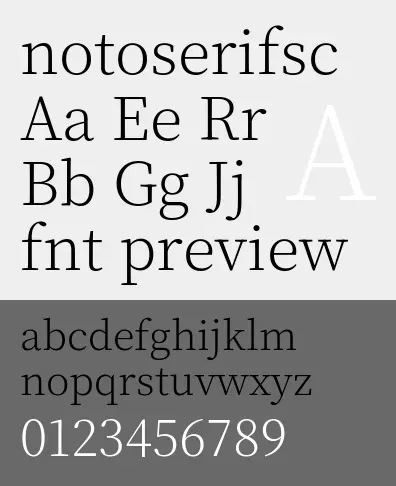 notoserifsc
Aa Ee Rr
A
Bb Gg Jj
fnt preview
abcdefghijklm
nopqrstuvwxyz
0123456789